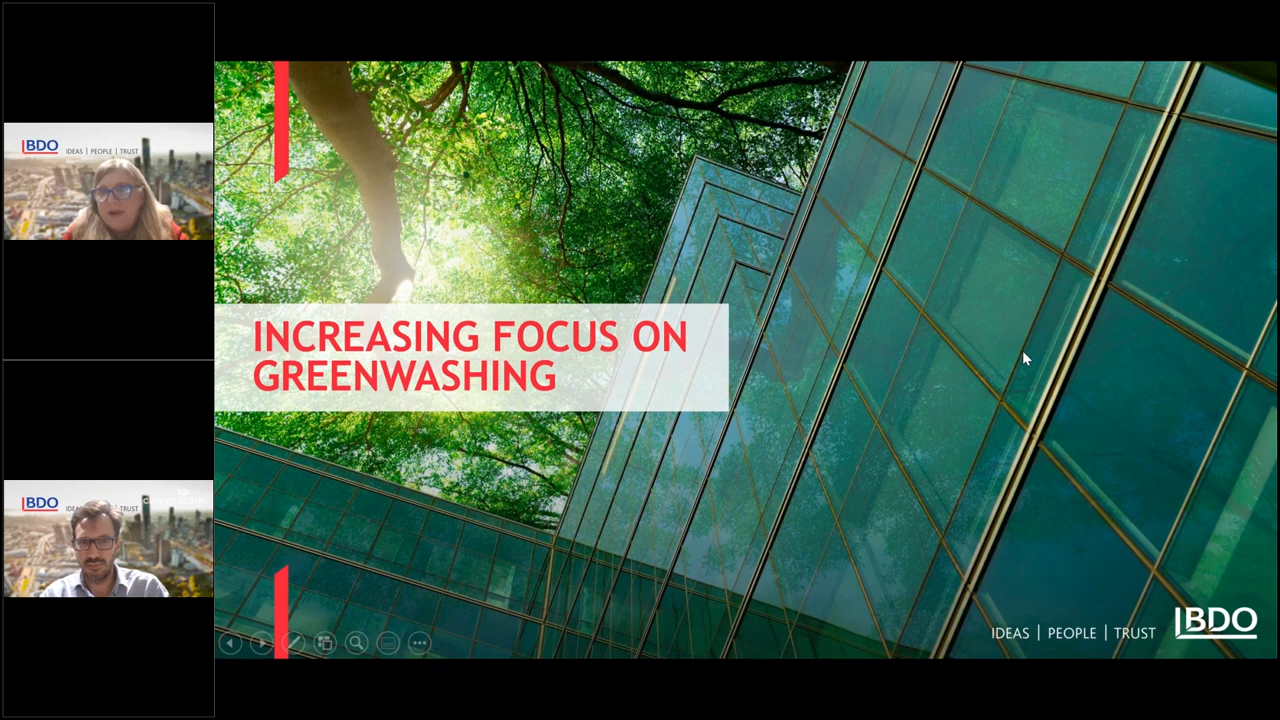 BDO
IDEAS | PEOPLE | TRUST
INCREASING FOCUS ON
GREENWASHING
BDO
TRUST
IDEAS | PEOPLE | TRUST
BDO